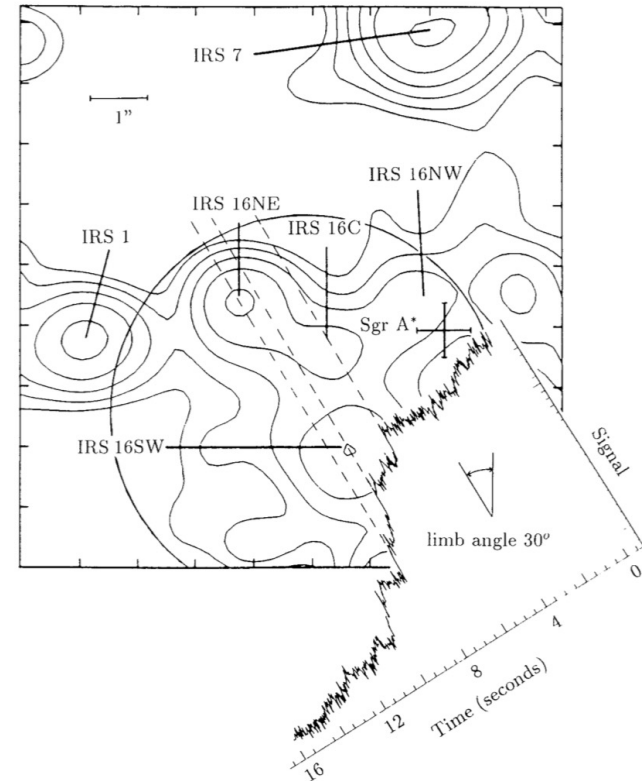 IRS 7
1”
IRS 16NW
IRS 16NE
IRS 16C
IRS 1
Sgr A*
IRS 16SW
Signal
limb angle 30°
0
4
8
12
16
Time (seconds)